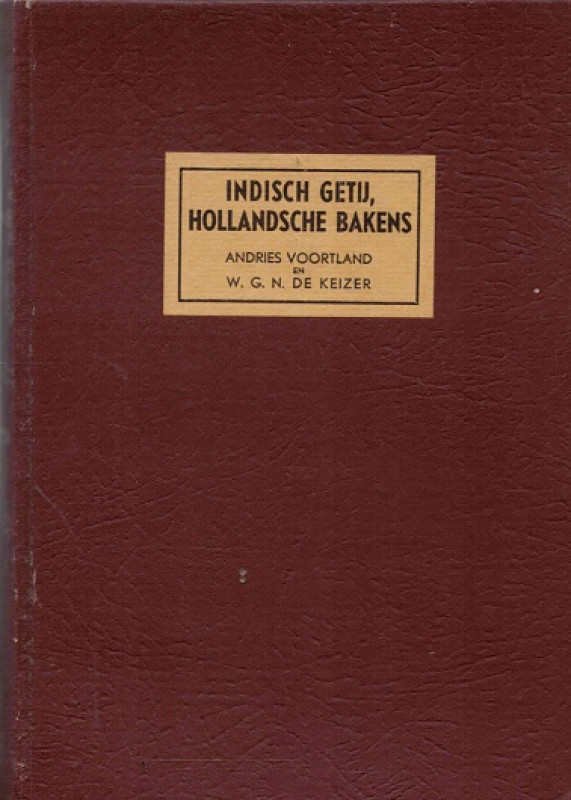 INDISCH GETIJ,
HOLLANDSCHE BAKENS
ANDRIES VOORTLAND
EN
W. G. N. DE KEIZER